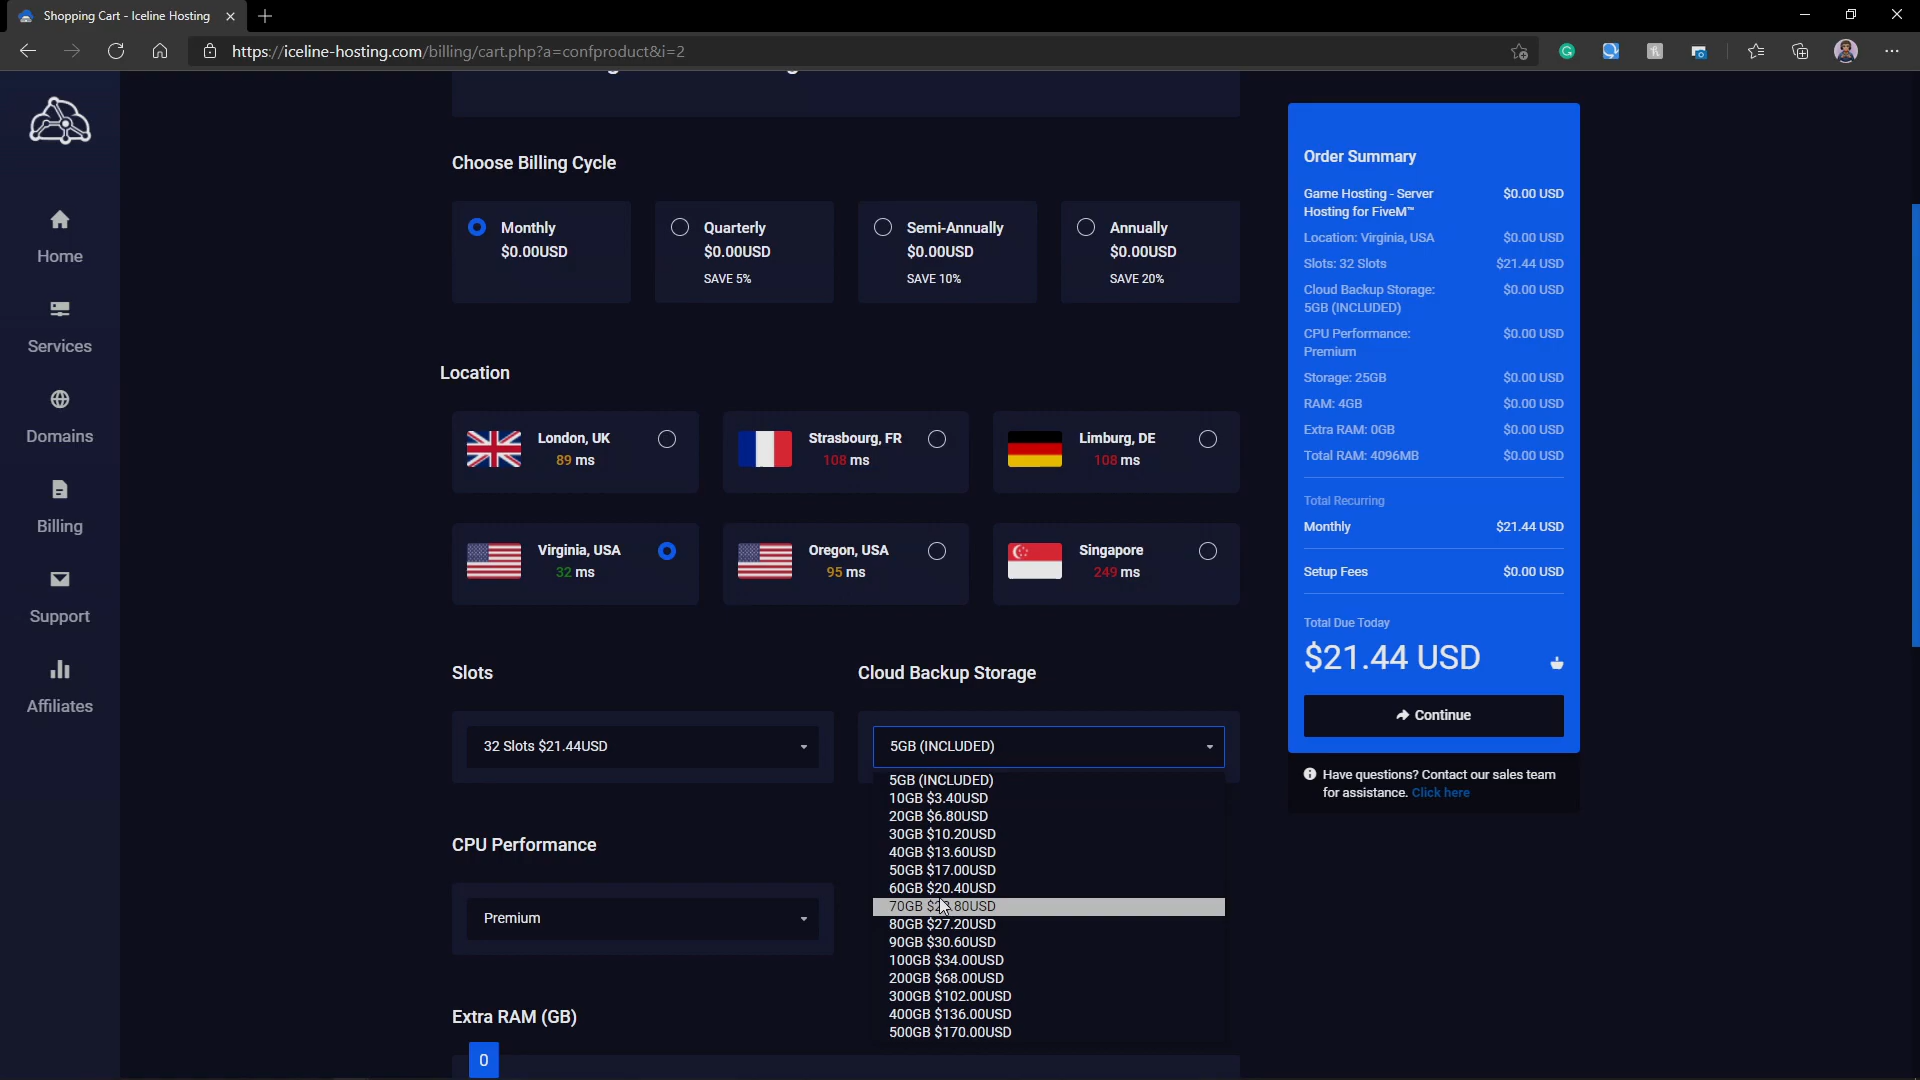 Shopping Cart - Iceline Hosting
https://iceline-hosting.com/billing/cart.php?a=confproduct&i=2
Home
Services
Domains
Billing
Support
Affiliates
Choose Billing Cycle
Monthly
$0.00USD
Quarterly
$0.00USD
SAVE 5%
Semi-Annually
$0.00USD
SAVE 10%
Annually
$0.00USD
SAVE 20%
Location
London, UK
89 ms
Strasbourg, FR
108 ms
Limburg, DE
108 ms
Virginia, USA
32 ms
Oregon, USA
95 ms
Singapore
249 ms
Slots
32 Slots $21.44USD
Cloud Backup Storage
5GB (INCLUDED)
5GB (INCLUDED)
10GB $3.40USD
20GB $6.80USD
30GB $10.20USD
40GB $13.60USD
50GB $17.00USD
60GB $20.40USD
70GB
80GB $27.20USD
90GB $30.60USD
100GB $34.00USD
200GB $68.00USD
300GB $102.00USD
400GB $136.00USD
500GB $170.00USD
CPU Performance
Premium
Extra RAM (GB)
0
Order Summary
Game Hosting - Server $0.00 USD
Hosting for FiveM™
Location: Virginia, USA $0.00 USD
Slots: 32 Slots $21.44 USD
Cloud Backup Storage: $0.00 USD
5GB (INCLUDED)
CPU Performance: $0.00 USD
Premium
Storage: 25GB $0.00 USD
RAM: 4GB $0.00 USD
Extra RAM: 0GB $0.00 USD
Total RAM: 4096MB $0.00 USD
Total Recurring
Monthly $21.44 USD
Setup Fees $0.00 USD
Total Due Today
$21.44 USD
Continue
Have questions? Contact our sales team
for assistance. Click here